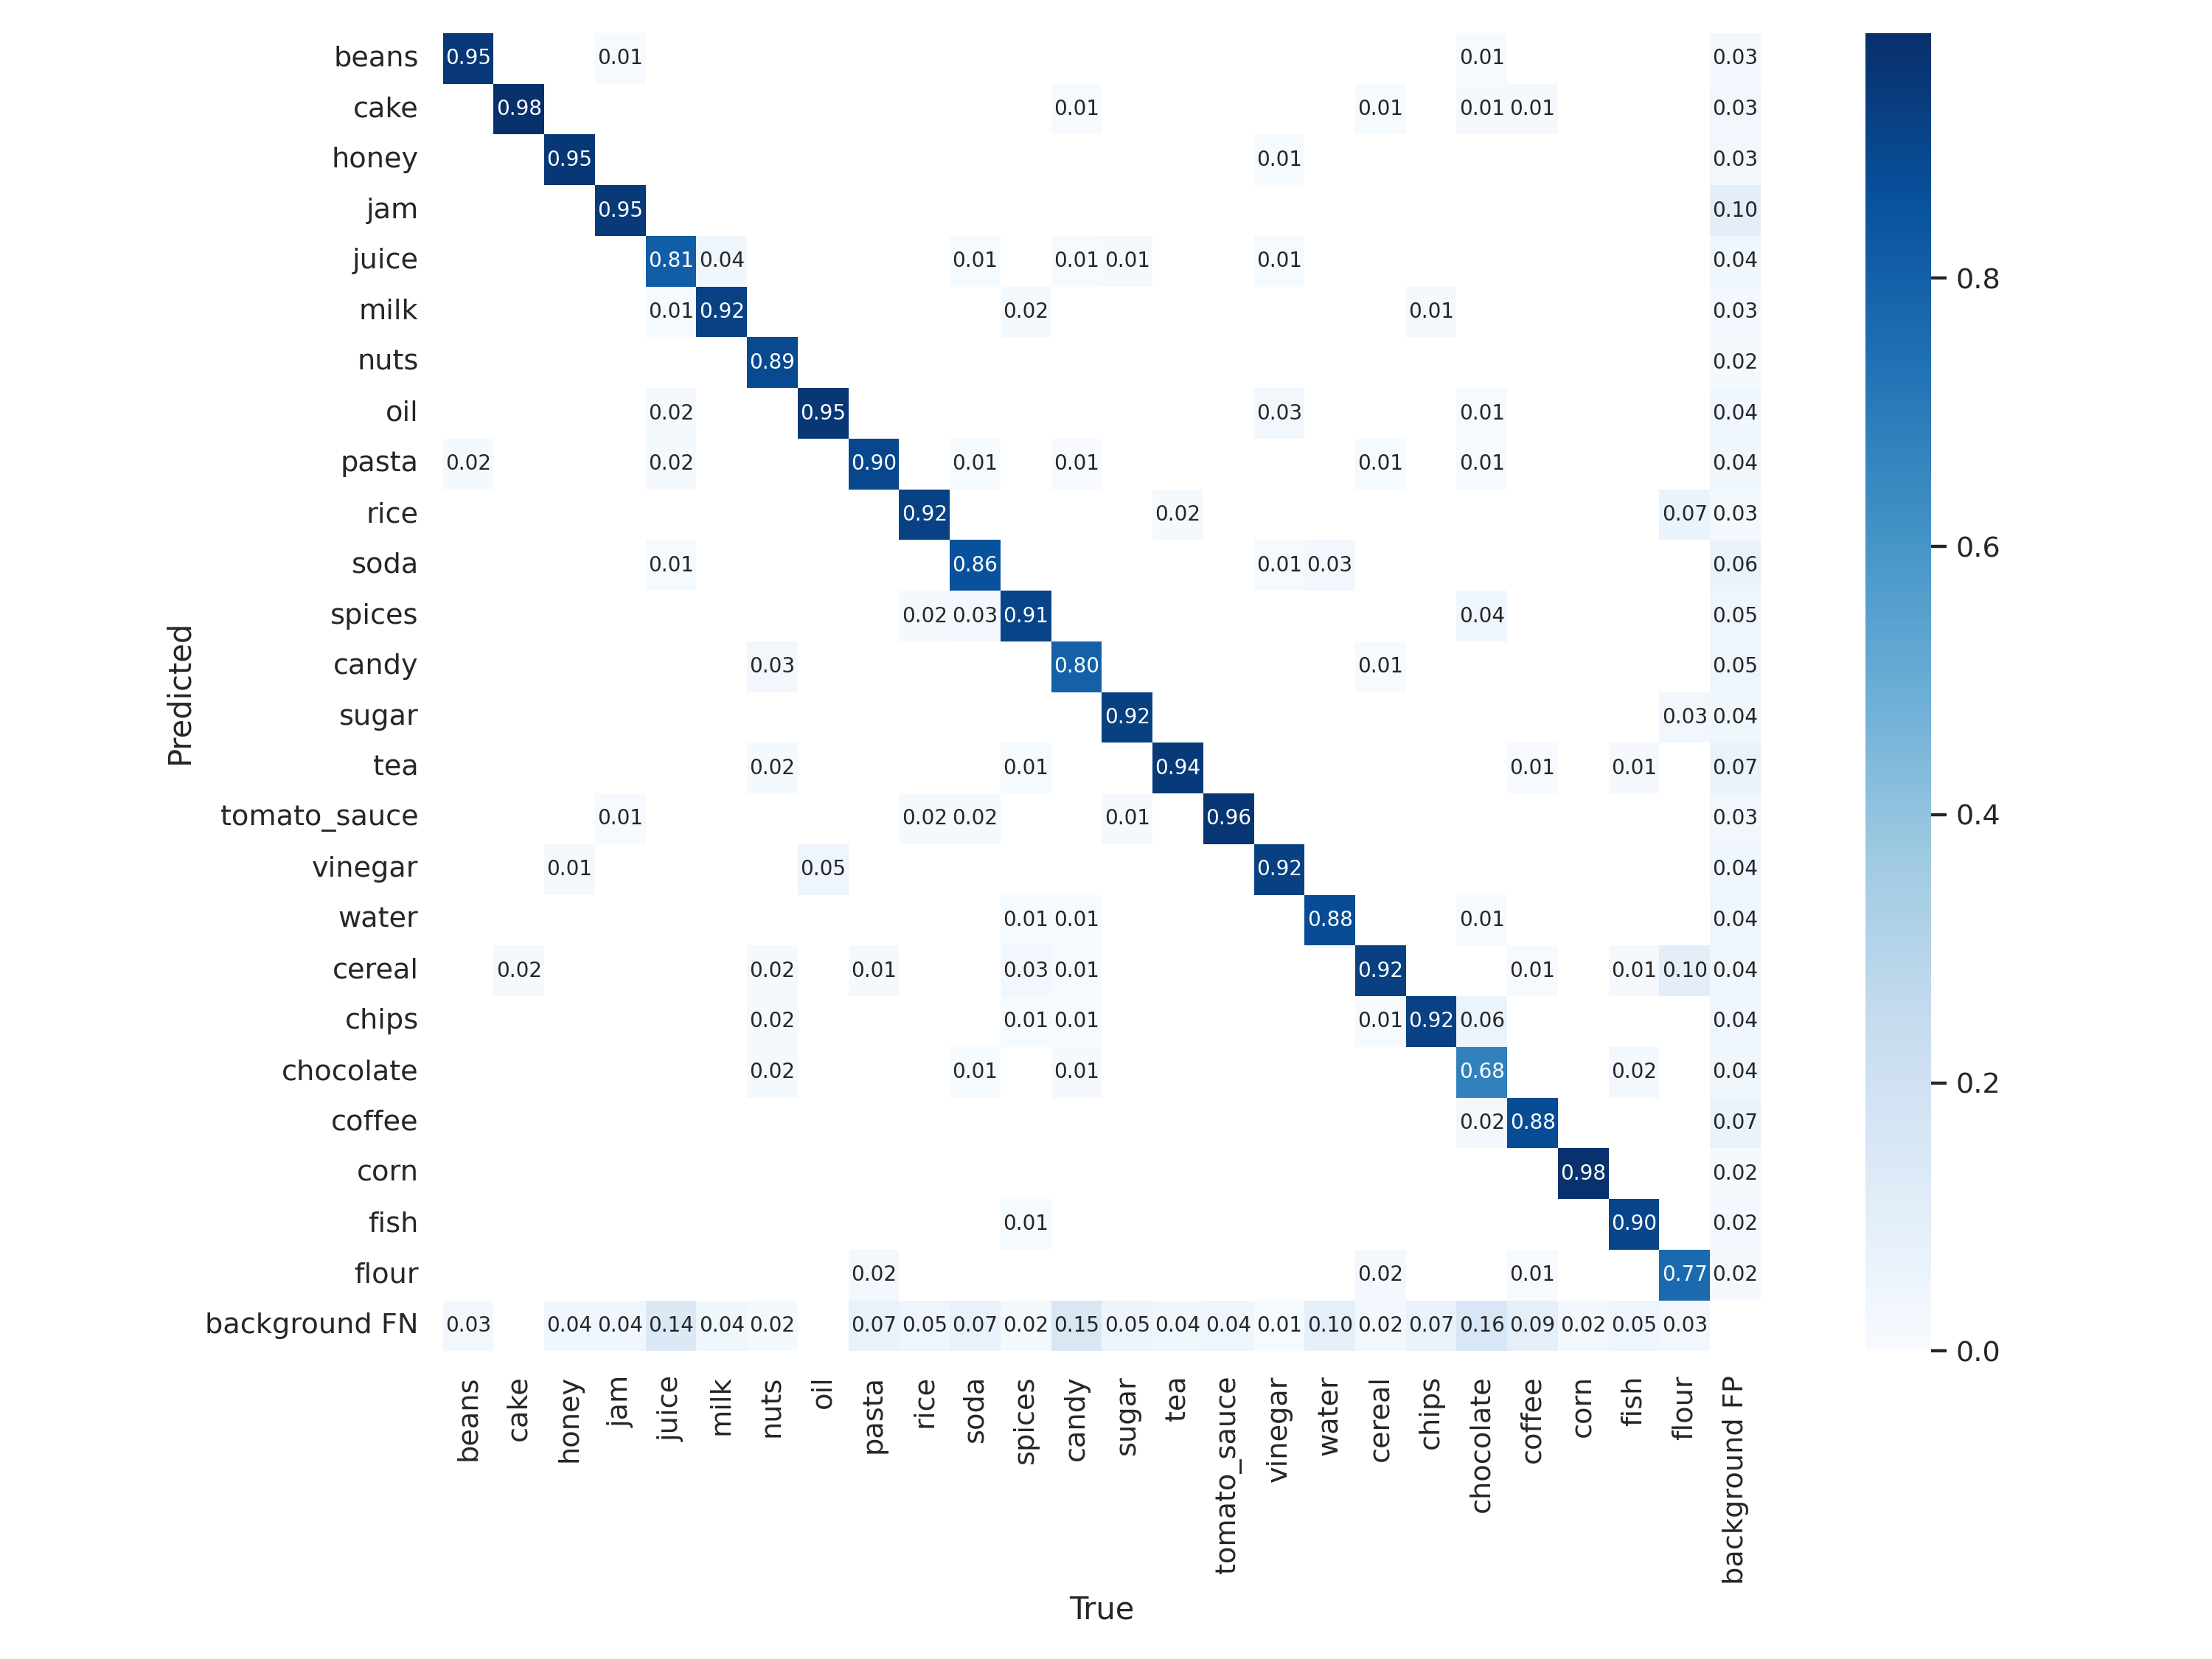 beans 0.95 0.01 0.01 0.03
cake 0.98 0.01 0.01 0.01 0.01 0.03
honey 0.95 0.01 0.03
jam 0.95 0.10
juice 0.81 0.04 0.01 0.01 0.01 0.01 0.04
0.8
milk 0.01 0.92 0.02 0.01 0.03
nuts 0.89 0.02
oil 0.02 0.95 0.03 0.01 0.04
pasta 0.02 0.02 0.90 0.01 0.01 0.01 0.01 0.04
rice 0.92 0.02 0.07 0.03
0.6
soda 0.01 0.86 0.01 0.03 0.06
spices 0.02 0.03 0.91 0.04 0.05
Predicted
candy 0.03 0.80 0.01 0.05
sugar 0.92 0.03 0.04
tea 0.02 0.01 0.94 0.01 0.01 0.07
tomato_sauce 0.01 0.02 0.02 0.01 0.96 0.03
0.4
vinegar 0.01 0.05 0.92 0.04
water 0.01 0.01 0.88 0.01 0.04
cereal 0.02 0.02 0.01 0.03 0.01 0.92 0.01 0.01 0.10 0.04
chips 0.02 0.01 0.01 0.01 0.92 0.06 0.04
chocolate 0.02 0.01 0.01 0.68 0.02 0.04
0.2
coffee 0.02 0.88 0.07
corn 0.98 0.02
fish 0.01 0.90 0.02
flour 0.02 0.02 0.01 0.77 0.02
background FN 0.03 0.04 0.04 0.14 0.04 0.02 0.07 0.05 0.07 0.02 0.15 0.05 0.04 0.04 0.01 0.10 0.02 0.07 0.16 0.09 0.02 0.05 0.03
0.0
beans cake honey jam juice milk nuts oil pasta rice soda spices candy sugar tea tomato_sauce vinegar water cereal chips chocolate coffee corn fish flour background FP
True